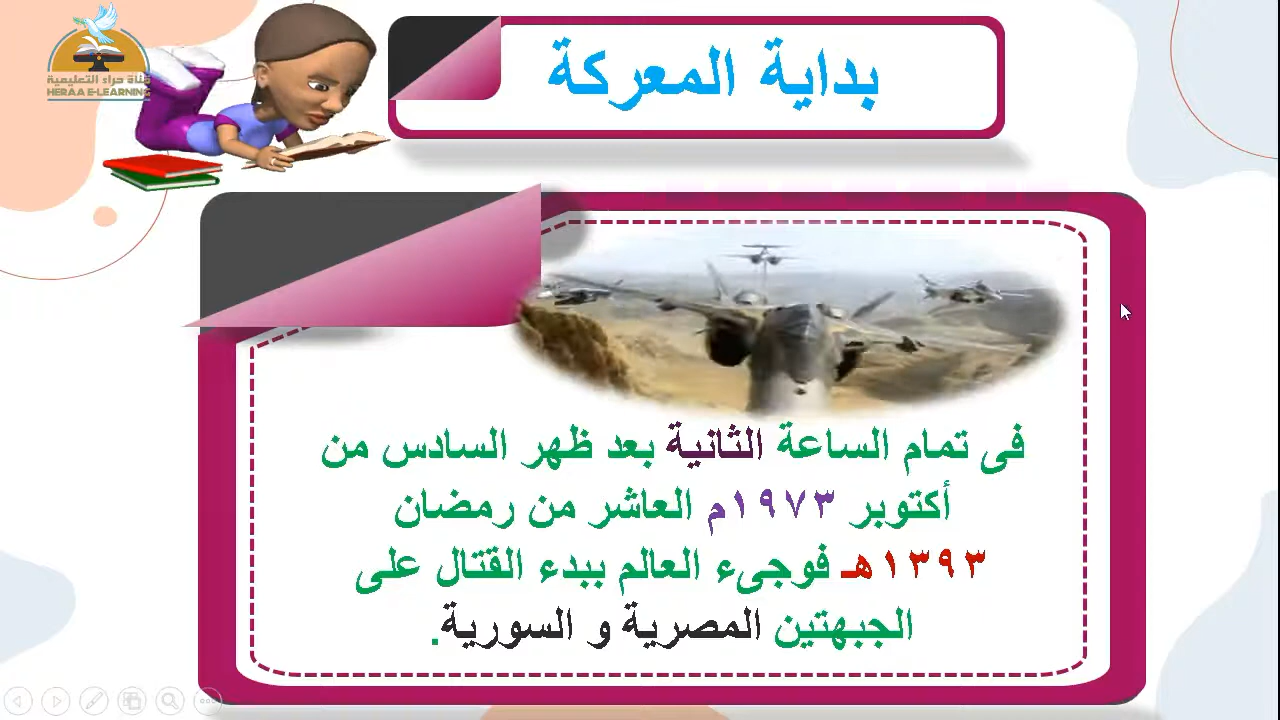 قناة حراء التعليمية
HERAA E-LEARNING
بداية المعركة
فى تمام الساعة الثانية بعد ظهر السادس من
أكتوبر ١٩٧٣م العاشر من رمضان
١٣٩٣هـ فوجىء العالم ببدء القتال على
الجبهتين المصرية و السورية.